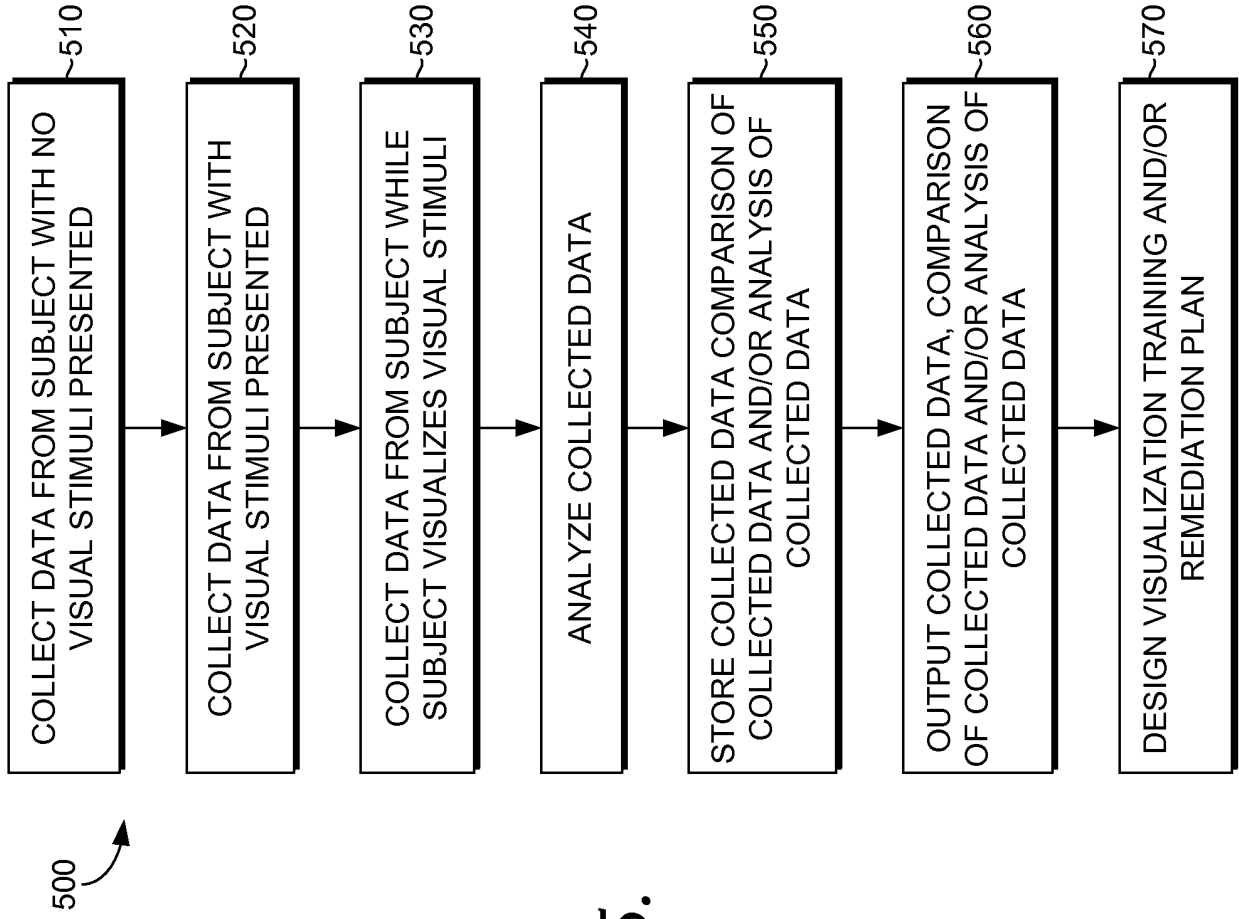 500
COLLECT DATA FROM SUBJECT WITH NO
VISUAL STIMULI PRESENTED
~510
COLLECT DATA FROM SUBJECT WITH
VISUAL STIMULI PRESENTED
~520
COLLECT DATA FROM SUBJECT WHILE
SUBJECT VISUALIZES VISUAL STIMULI
~530
ANALYZE COLLECTED DATA
~540
STORE COLLECTED DATA COMPARISON OF
COLLECTED DATA AND/OR ANALYSIS OF
COLLECTED DATA
~550
OUTPUT COLLECTED DATA, COMPARISON
OF COLLECTED DATA AND/OR ANALYSIS OF
COLLECTED DATA
~560
DESIGN VISUALIZATION TRAINING AND/OR
REMEDIATION PLAN
~570